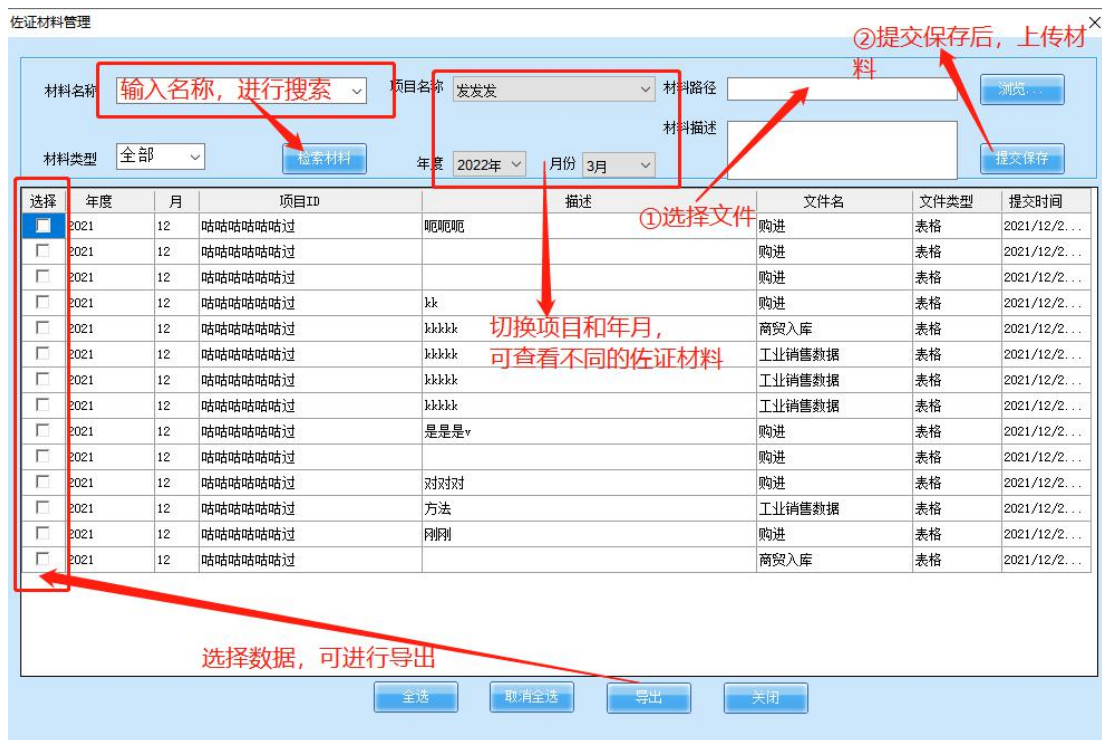 佐证材料管理
②提交保存后，上传材
料
材料名称 输入名称，进行搜索 项目名称 发发发 材料路径 浏览...
材料描述
材料类型 全部 检索材料 年度 2022年 月份 3月 提交保存
选择 年度 月 项目ID 描述 文件名 文件类型 提交时间
①选择文件
2021 12 咕咕咕咕咕咕过 呃呃呃 购进 表格 2021/12/2...
2021 12 咕咕咕咕咕咕过 购进 表格 2021/12/2...
2021 12 咕咕咕咕咕咕过 购进 表格 2021/12/2...
2021 12 咕咕咕咕咕咕过 kk 购进 表格 2021/12/2...
2021 12 咕咕咕咕咕咕过 kkkkk 商贸入库 表格 2021/12/2...
切换项目和年月，
可查看不同的佐证材料
2021 12 咕咕咕咕咕咕过 kkkkk 工业销售数据 表格 2021/12/2...
2021 12 咕咕咕咕咕咕过 kkkkk 工业销售数据 表格 2021/12/2...
2021 12 咕咕咕咕咕咕过 kkkkk 工业销售数据 表格 2021/12/2...
2021 12 咕咕咕咕咕咕过 是是是v 购进 表格 2021/12/2...
2021 12 咕咕咕咕咕咕过 购进 表格 2021/12/2...
2021 12 咕咕咕咕咕咕过 对对对 购进 表格 2021/12/2...
2021 12 咕咕咕咕咕咕过 方法 工业销售数据 表格 2021/12/2...
2021 12 咕咕咕咕咕咕过 刚刚 购进 表格 2021/12/2...
2021 12 咕咕咕咕咕咕过 商贸入库 表格 2021/12/2...
选择数据，可进行导出
全选 取消全选 导出 关闭